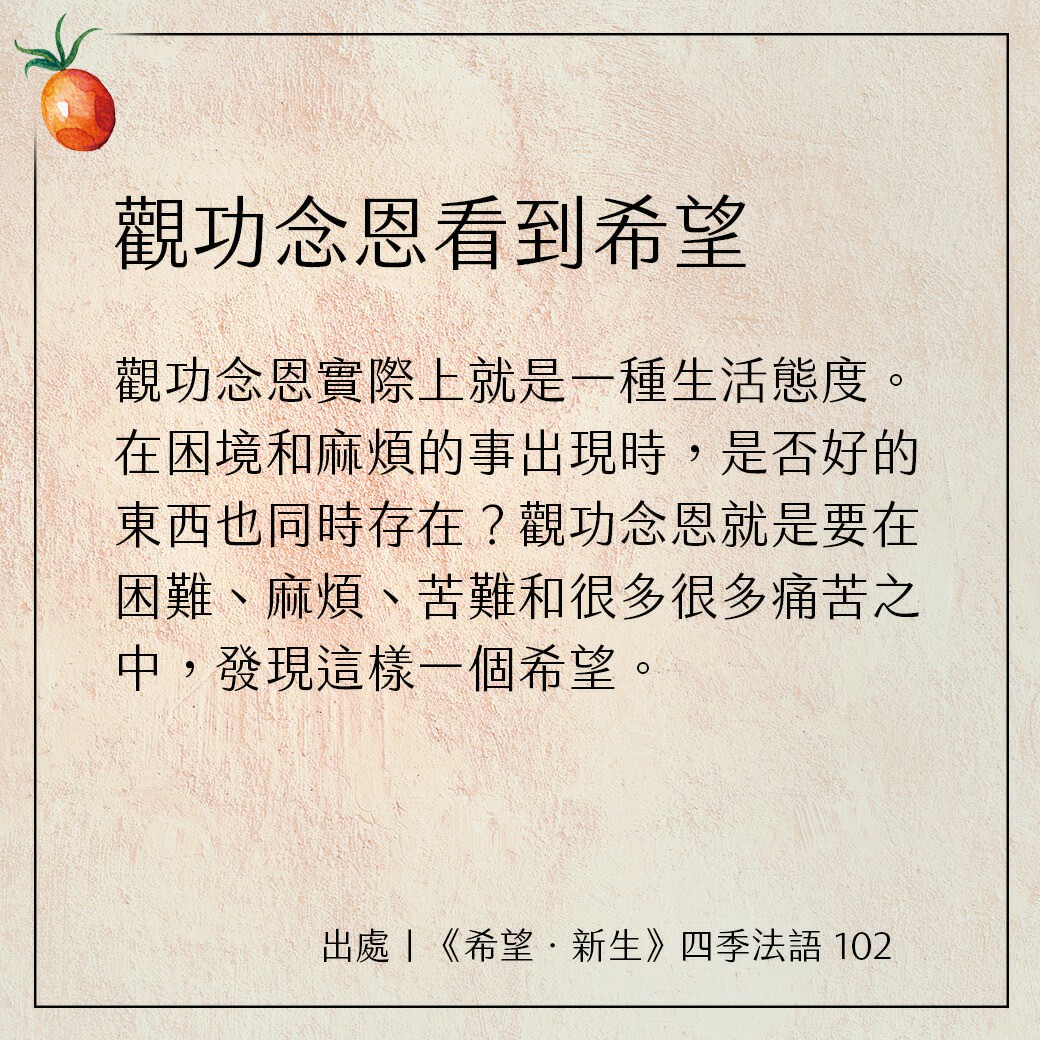 觀功念恩看到希望
觀功念恩實際上就是一種生活態度。
在困境和麻煩的事出現時，是否好的
東西也同時存在？觀功念恩就是要在
困難、麻煩、苦難和很多很多痛苦之
中，發現這樣一個希望。
出處｜《希望．新生》四季法語 102